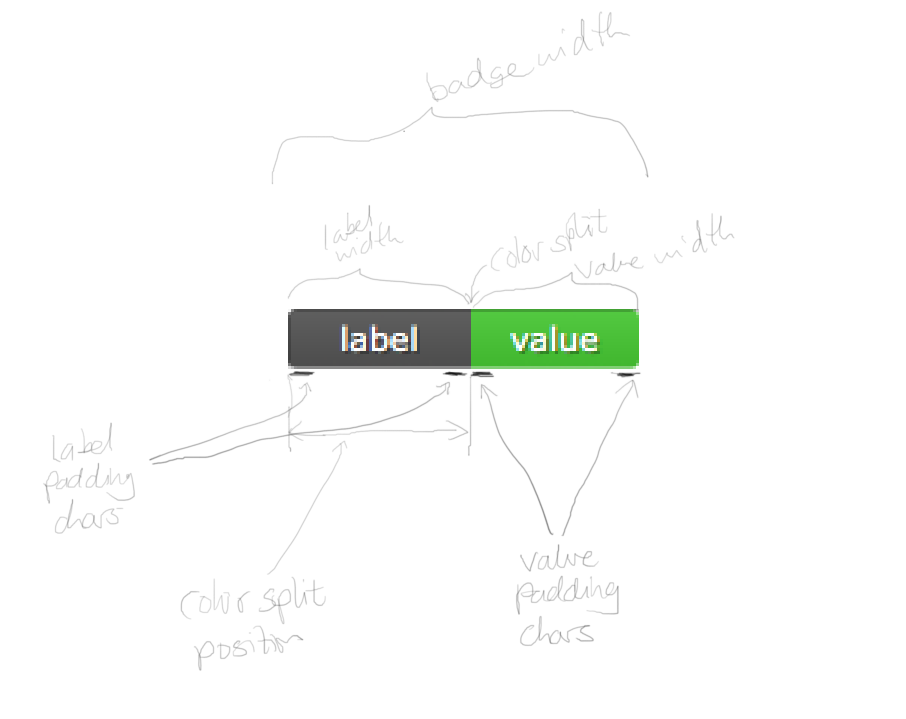 badge width
label
width
color split
value width
label value
label
padding
chars
color split
position
value
padding
chars